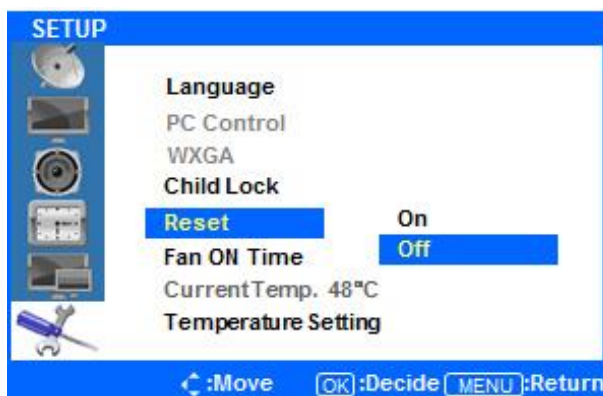 SETUP
Language
PC Control
WXGA
Child Lock
Reset On
Off
Fan ON Time
CurrentTemp. 48°C
Temperature Setting
:Move OK :Decide MENU :Return